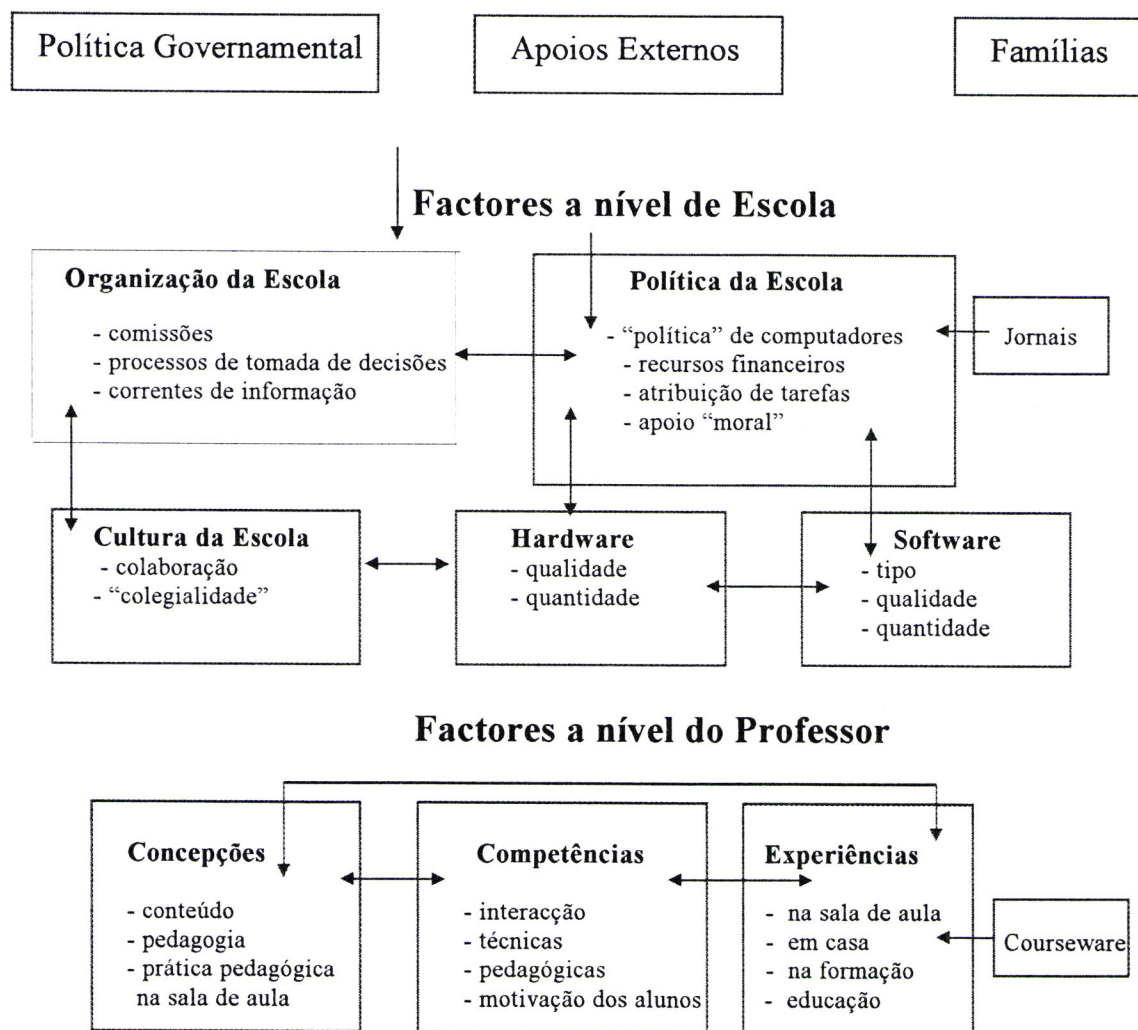 Política Governamental
Apoios Externos
Famílias
Factores a nível de Escola
Organização da Escola
- comissões
- processos de tomada de decisões
- correntes de informação
Política da Escola
- “política” de computadores
- recursos financeiros
- atribuição de tarefas
- apoio “moral”
Jornais
Cultura da Escola
- colaboração
- “colegialidade”
Hardware
- qualidade
- quantidade
Software
- tipo
- qualidade
- quantidade
Factores a nível do Professor
Concepções
- conteúdo
- pedagogia
- prática pedagógica
na sala de aula
Competências
- interacção
- técnicas
- pedagógicas
- motivação dos alunos
Experiências
- na sala de aula
- em casa
- na formação
- educação
Courseware